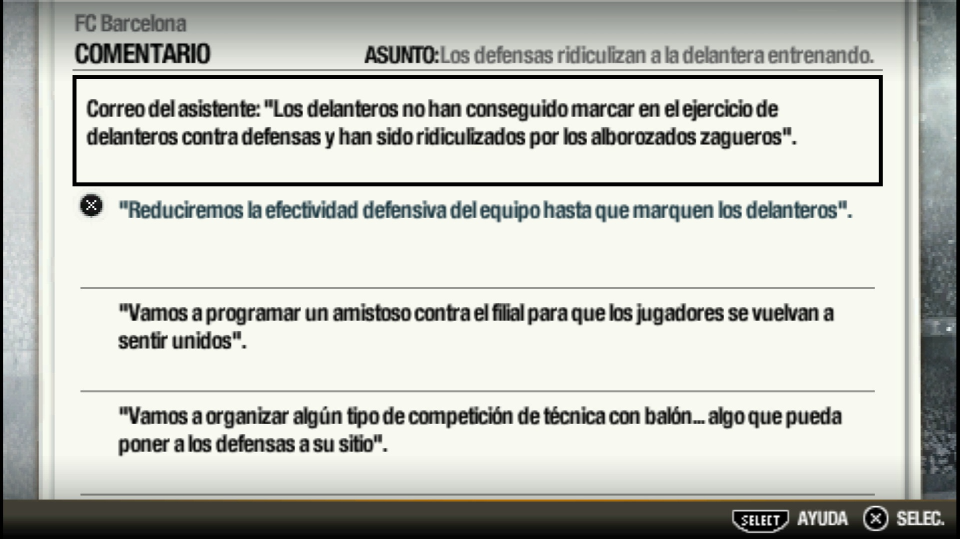 FC Barcelona
COMENTARIO
ASUNTO: Los defensas ridiculizan a la delantera entrenando.
Correo del asistente: "Los delanteros no han conseguido marcar en el ejercicio de
delanteros contra defensas y han sido ridiculizados por los alborozados zagueros".
"Reduciremos la efectividad defensiva del equipo hasta que marquen los delanteros".
"Vamos a programar un amistoso contra el filial para que los jugadores se vuelvan a
sentir unidos".
"Vamos a organizar algún tipo de competición de técnica con balón... algo que pueda
poner a los defensas a su sitio".
SELECT AYUDA SELEC.